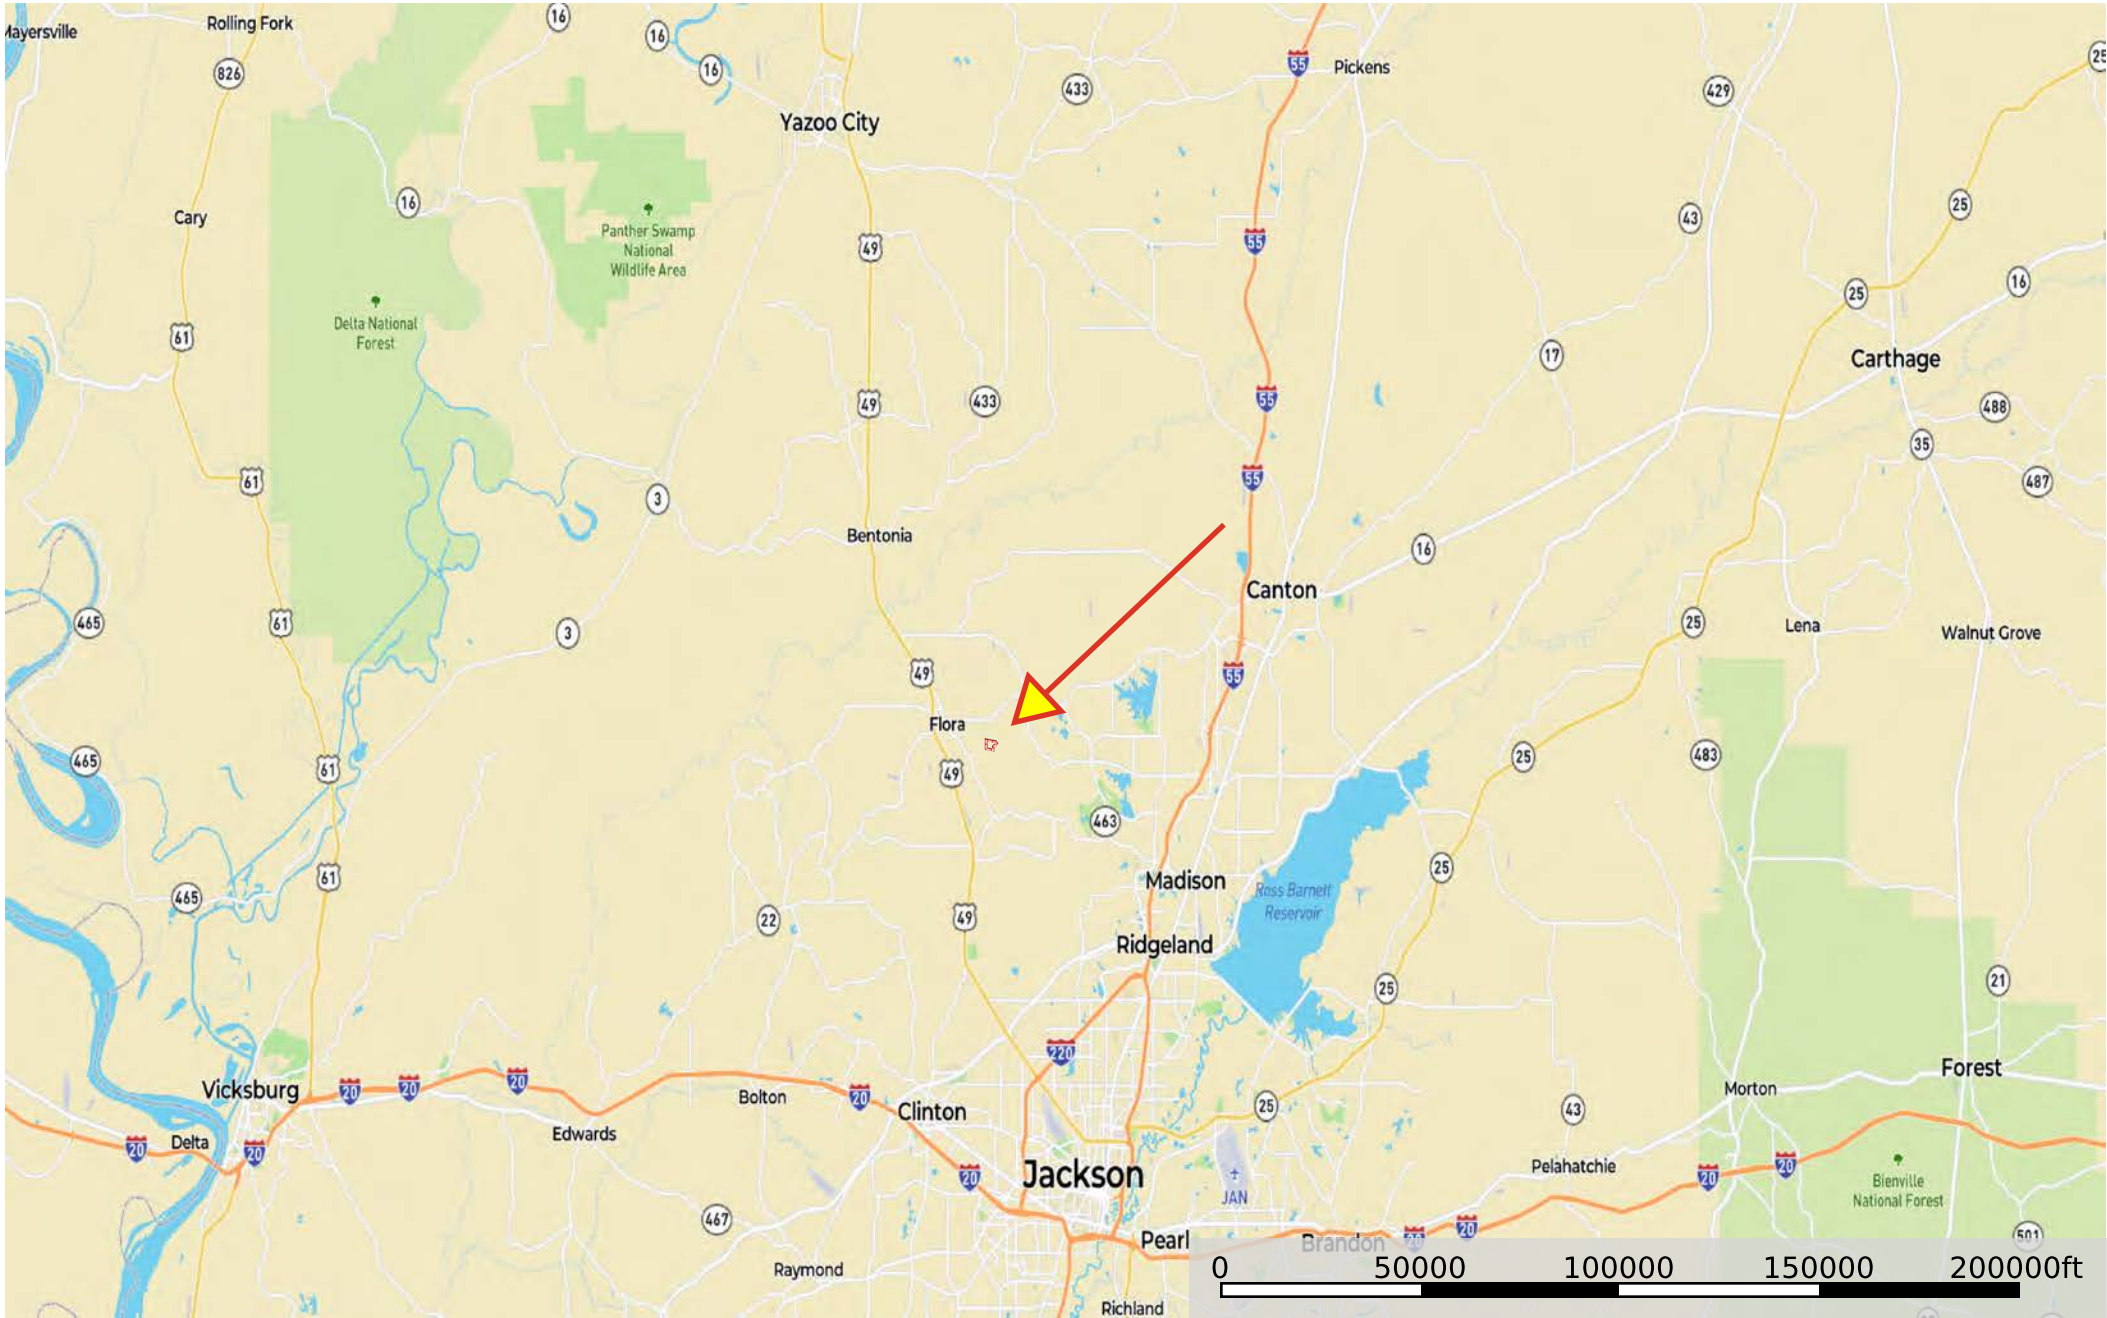 Mayersville
Rolling Fork
16
16
16
55
Pickens
25
826
433
429
Yazoo City
Cary
16
Panther Swamp
National
Wildlife Area
49
55
43
25
Delta National
Forest
61
25
16
17
Carthage
49
433
55
488
35
61
3
55
487
Bentonia
16
Canton
465
61
3
25
Lena
Walnut Grove
49
55
Flora
465
61
49
25
483
463
61
25
Madison
465
22
49
Ross Barnett
Reservoir
Ridgeland
25
21
220
Forest
Vicksburg
20
20
20
Bolton
20
Clinton
25
43
Morton
Delta
20
20
Edwards
Jackson
20
JAN
Pelahatchie
20
20
Bienville
National Forest
467
Pearl
Brandon
20
20
501
Raymond
Richland
0 50000 100000 150000 200000ft